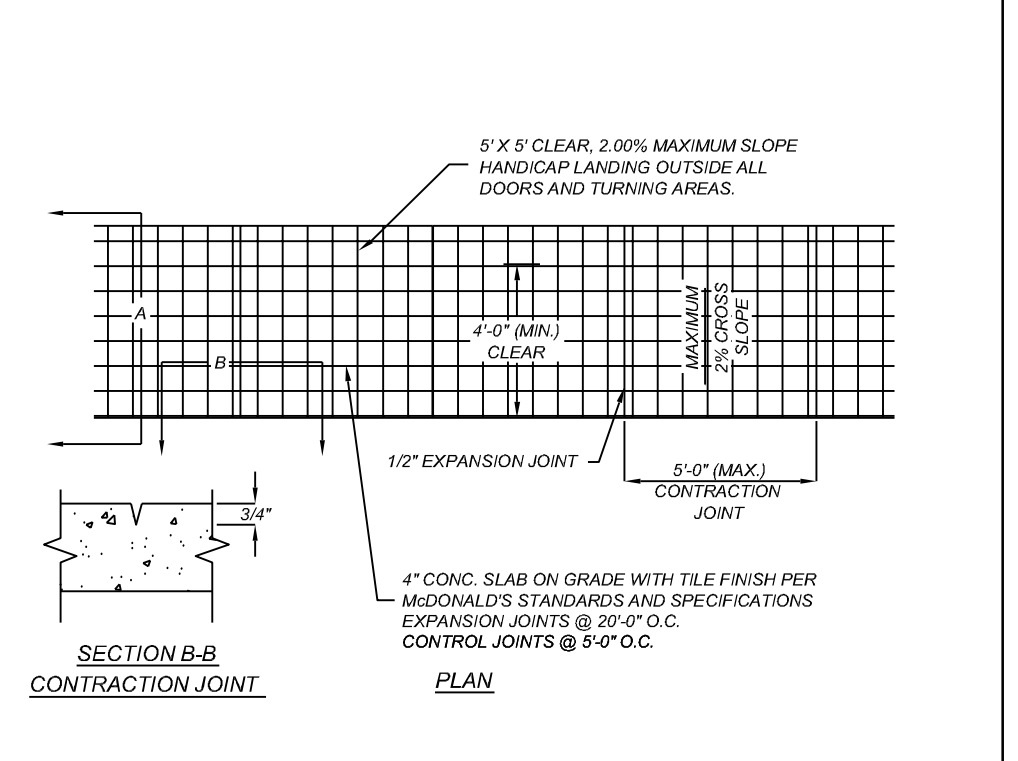 5' X 5' CLEAR, 2.00% MAXIMUM SLOPE
HANDICAP LANDING OUTSIDE ALL
DOORS AND TURNING AREAS.
A
B
4'-0" (MIN.)
CLEAR
MAXIMUM
2% CROSS
SLOPE
1/2" EXPANSION JOINT
5'-0" (MAX.)
CONTRACTION
JOINT
3/4"
4" CONC. SLAB ON GRADE WITH TILE FINISH PER
McDONALD'S STANDARDS AND SPECIFICATIONS
EXPANSION JOINTS @ 20'-0" O.C.
CONTROL JOINTS @ 5'-0" O.C.
SECTION B-B
CONTRACTION JOINT
PLAN